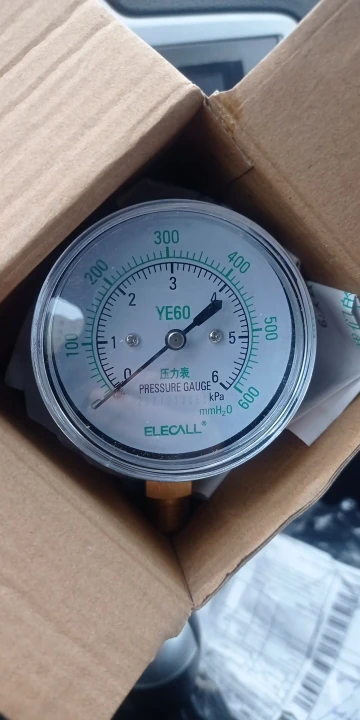 300
200
400
3
2
4
YE60
100
500
1
5
压力表
0
6
PRESSURE GAUGE
kPa
600
mmH₂O
ELECALL®